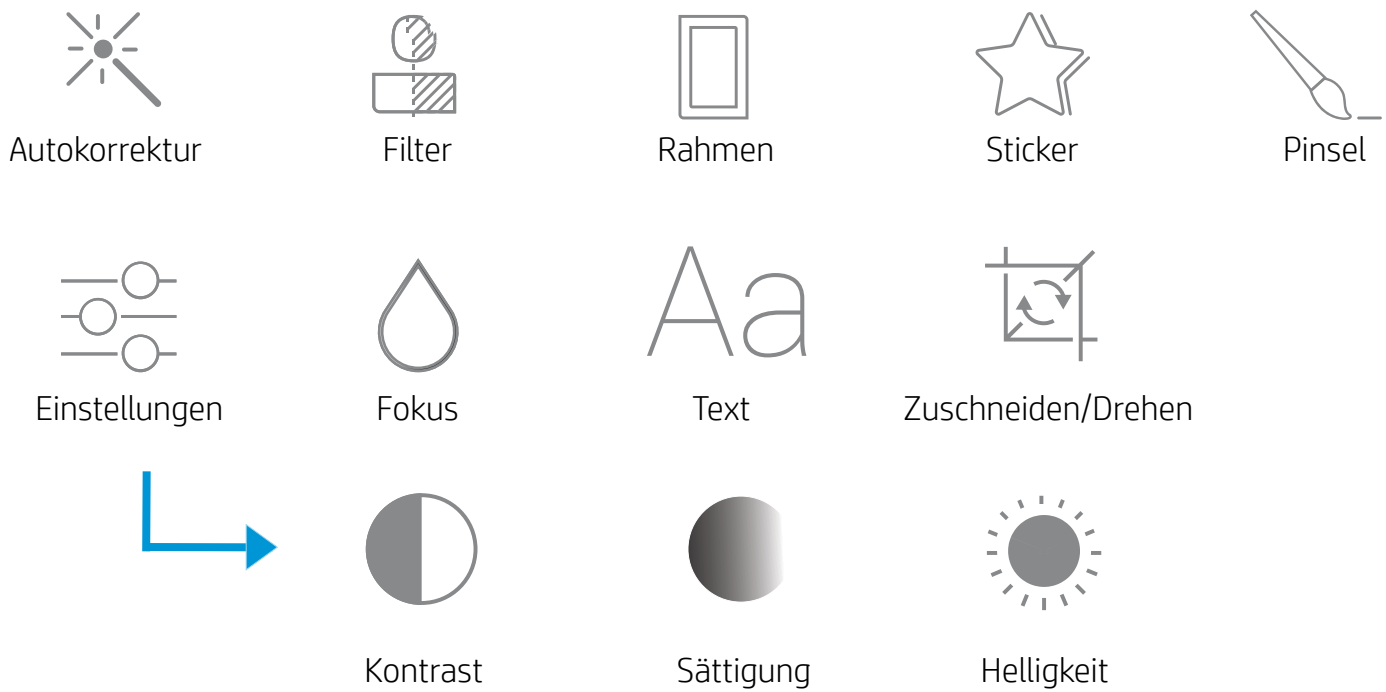 Autokorrektur
Filter
Rahmen
Sticker
Pinsel
Einstellungen
Fokus
Aa
Text
Zuschneiden/Drehen
Kontrast
Sättigung
Helligkeit